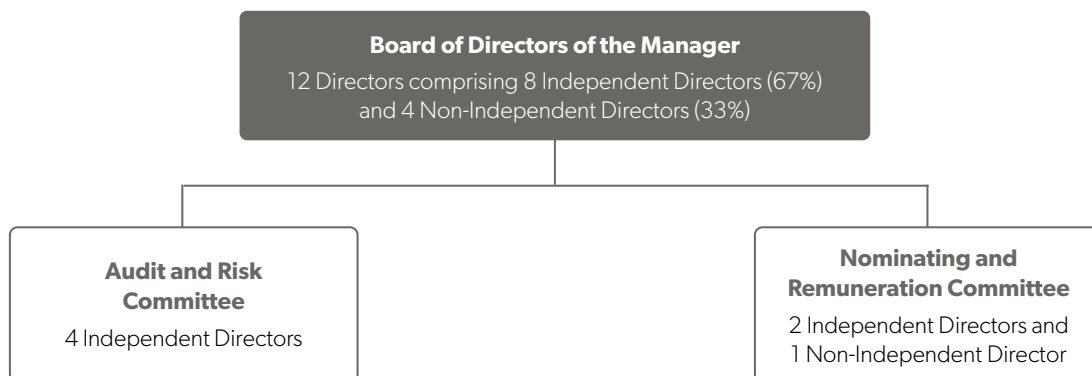 Board of Directors of the Manager
12 Directors comprising 8 Independent Directors (67%)
and 4 Non-Independent Directors (33%)
Audit and Risk
Committee
4 Independent Directors
Nominating and
Remuneration Committee
2 Independent Directors and
1 Non-Independent Director